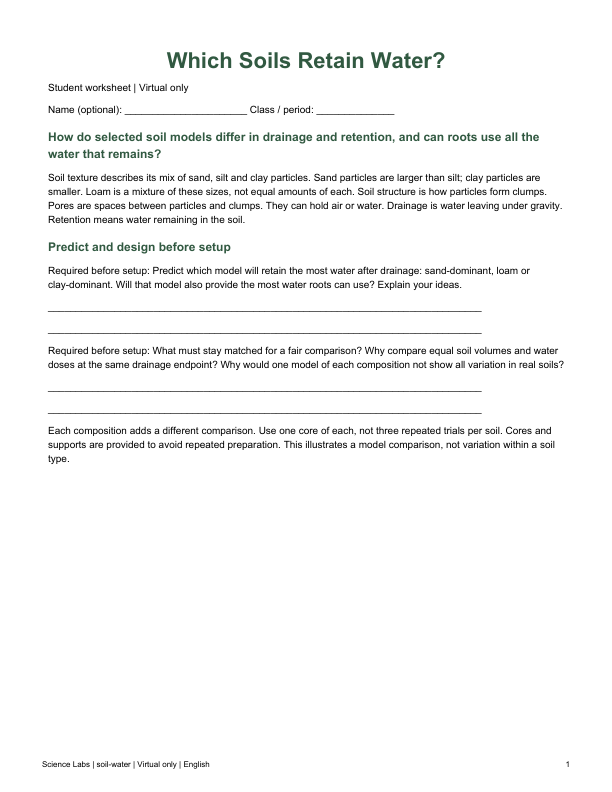 Which Soils Retain Water?
Student worksheet | Virtual only
Name (optional): ______________________ Class / period: ______________
How do selected soil models differ in drainage and retention, and can roots use all the
water that remains?
Soil texture describes its mix of sand, silt and clay particles. Sand particles are larger than silt; clay particles are
smaller. Loam is a mixture of these sizes, not equal amounts of each. Soil structure is how particles form clumps.
Pores are spaces between particles and clumps. They can hold air or water. Drainage is water leaving under gravity.
Retention means water remaining in the soil.
Predict and design before setup
Required before setup: Predict which model will retain the most water after drainage: sand-dominant, loam or
clay-dominant. Will that model also provide the most water roots can use? Explain your ideas.
Required before setup: What must stay matched for a fair comparison? Why compare equal soil volumes and water
doses at the same drainage endpoint? Why would one model of each composition not show all variation in real soils?
Each composition adds a different comparison. Use one core of each, not three repeated trials per soil. Cores and
supports are provided to avoid repeated preparation. This illustrates a model comparison, not variation within a soil
type.
Science Labs | soil-water | Virtual only | English
1